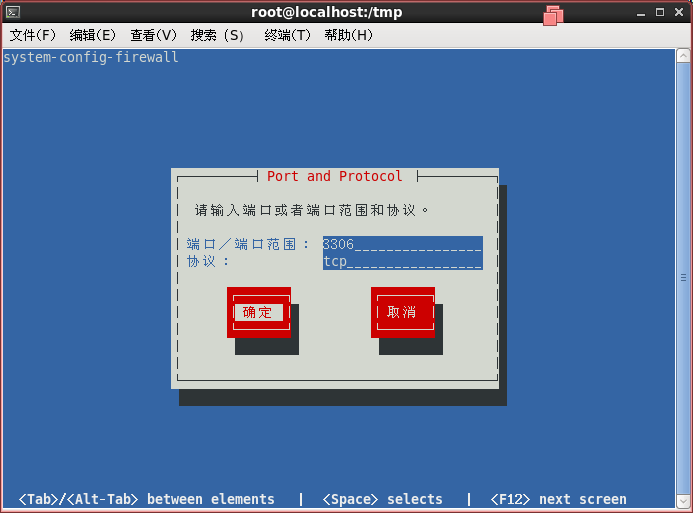 root@localhost:/tmp
文件(F) 编辑(E) 查看(V) 搜索 (S) 终端(T) 帮助(H)
system-config-firewall
Port and Protocol
请输入端口或者端口范围和协议。
端口／端口范围： 3306________________
协议： tcp_________________
确定 取消
<Tab>/<Alt-Tab> between elements | <Space> selects | <F12> next screen